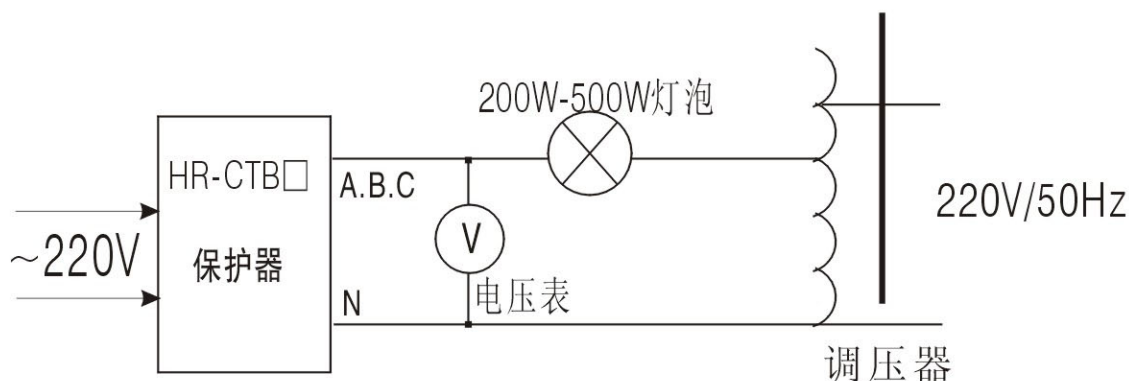 200W-500W灯泡
HR-CTB□
A.B.C
~220V
保护器
V
220V/50Hz
N
电压表
调压器